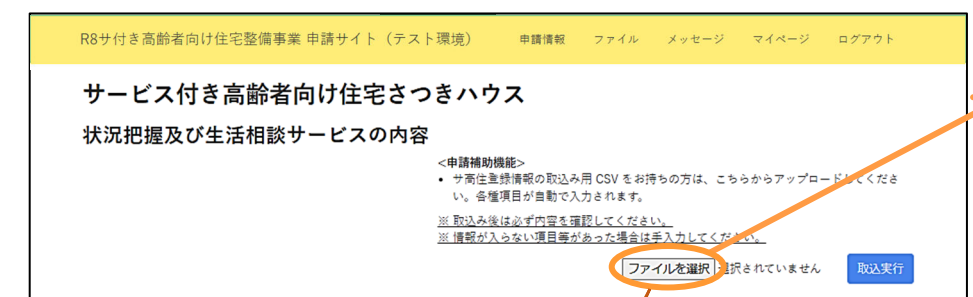 R8サ付き高齢者向け住宅整備事業 申請サイト（テスト環境） 申請情報 ファイル メッセージ マイページ ログアウト
サービス付き高齢者向け住宅さつきハウス
状況把握及び生活相談サービスの内容
<申請補助機能>
• サ高住登録情報の取込み用 CSV をお持ちの方は、こちらからアップロードしてくださ
い。各種項目が自動で入力されます。
※ 取込み後は必ず内容を確認してください。
※ 情報が入らない項目等があった場合は手入力してください。
ファイルを選択 選択されていません 取込実行